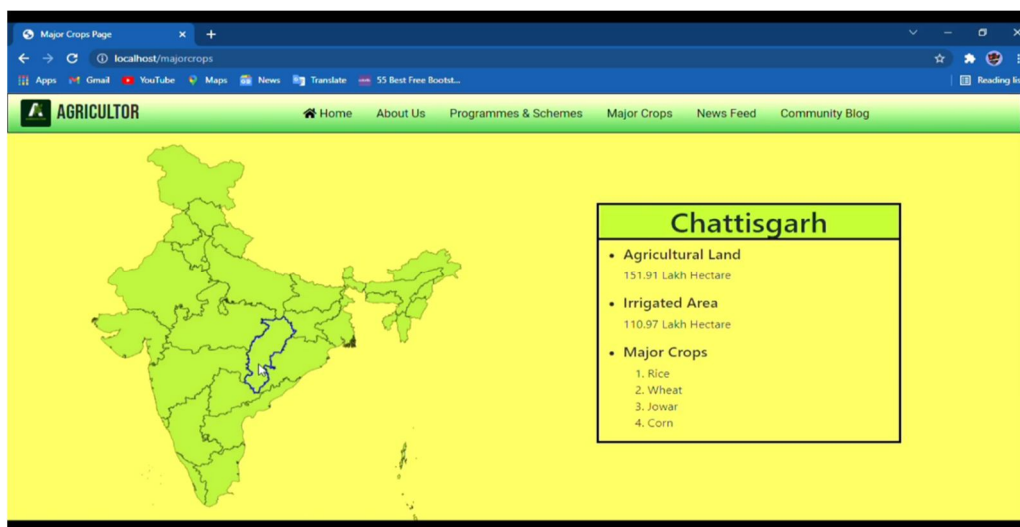 Major Crops Page
localhost/majorcrops
Apps Gmail YouTube Maps News Translate 55 Best Free Bootst...
Reading lis
AGRICULTOR
Home About Us Programmes & Schemes Major Crops News Feed Community Blog
Chattisgarh
• Agricultural Land
151.91 Lakh Hectare
• Irrigated Area
110.97 Lakh Hectare
• Major Crops
1. Rice
2. Wheat
3. Jowar
4. Corn